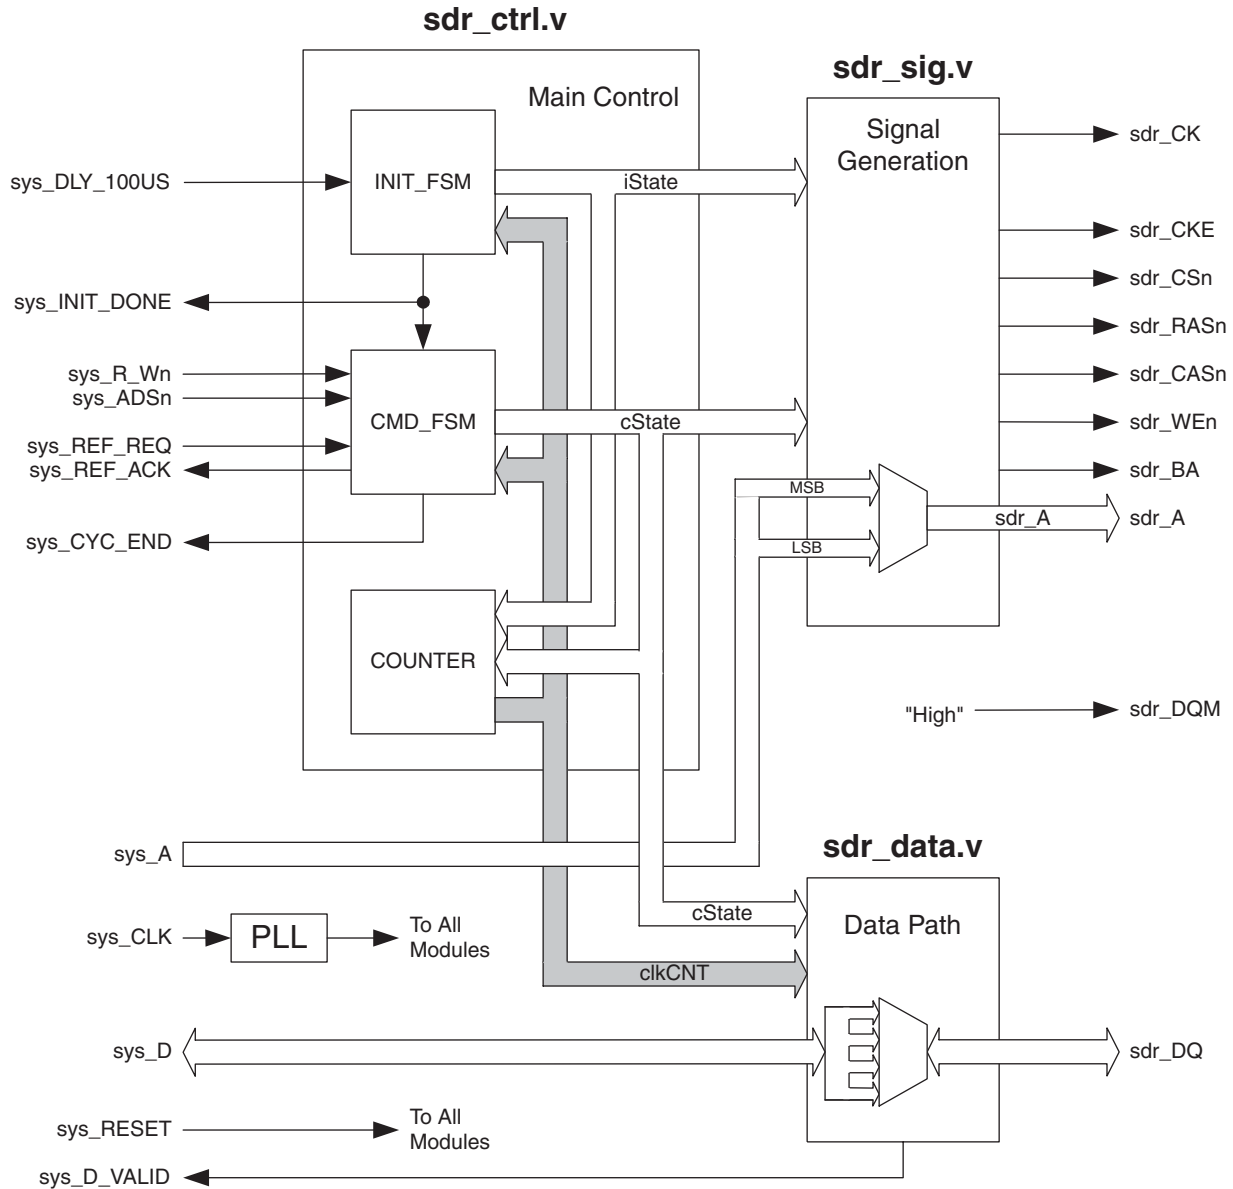 sdr_ctrl.v
sdr_sig.v
Main Control
Signal
Generation
sdr_CK
sys_DLY_100US
INIT_FSM
iState
sdr_CKE
sdr_CSn
sys_INIT_DONE
sdr_RASn
sys_R_Wn
sdr_CASn
sys_ADSn
CMD_FSM
cState
sdr_WEn
sys_REF_REQ
sys_REF_ACK
sdr_BA
MSB
sdr_A
sdr_A
sys_CYC_END
LSB
COUNTER
"High"
sdr_DQM
sys_A
sdr_data.v
cState
Data Path
sys_CLK
PLL
To All
Modules
clkCNT
sys_D
sdr_DQ
sys_RESET
To All
Modules
sys_D_VALID